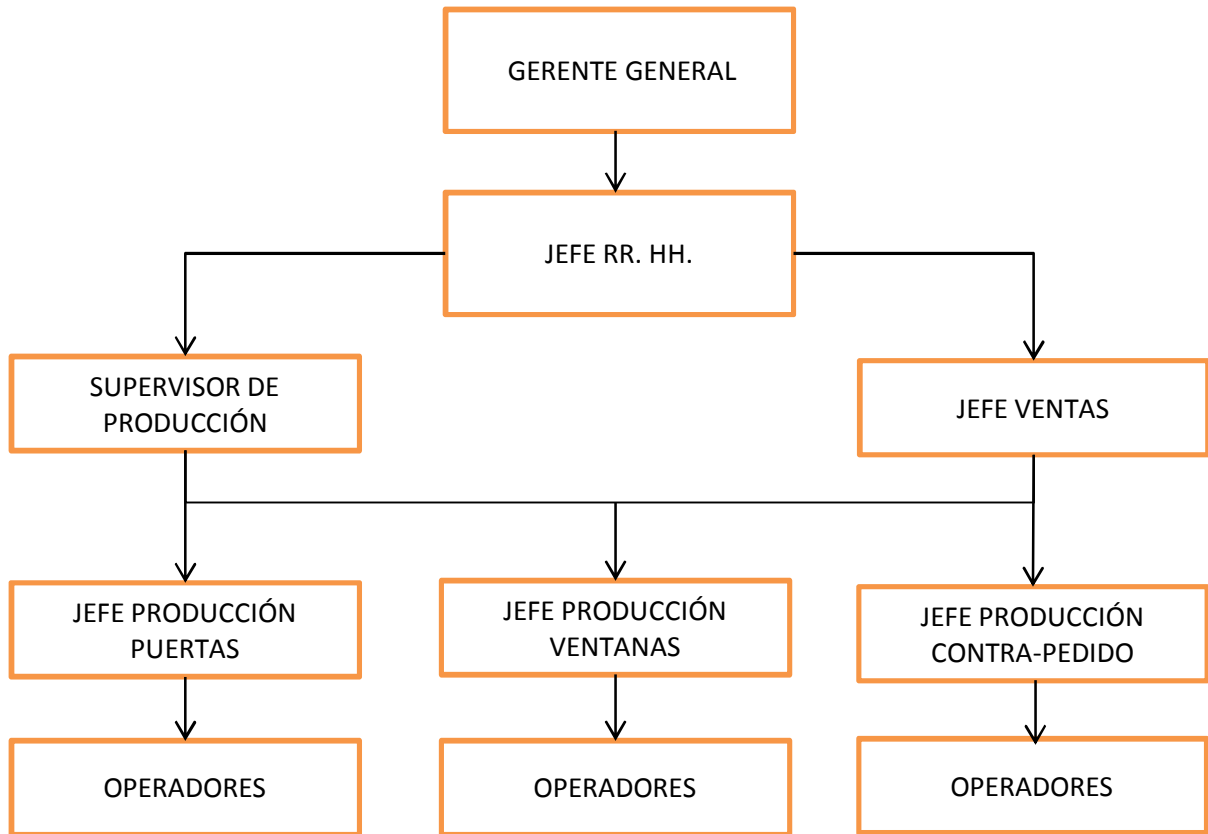 GERENTE GENERAL
JEFE RR. HH.
SUPERVISOR DE
PRODUCCIÓN
JEFE VENTAS
JEFE PRODUCCIÓN
PUERTAS
JEFE PRODUCCIÓN
VENTANAS
JEFE PRODUCCIÓN
CONTRA-PEDIDO
OPERADORES
OPERADORES
OPERADORES